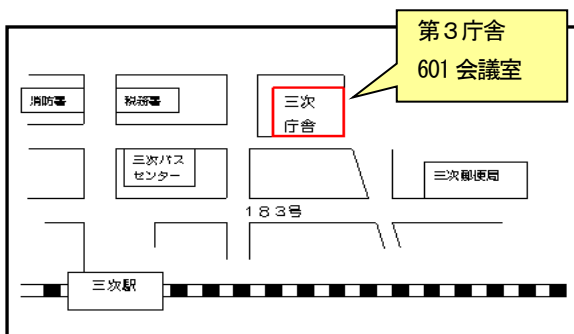 第３庁舎
601 会議室
消防署
税務署
三次
庁舎
三次バス
センター
三次郵便局
１８３号
三次駅